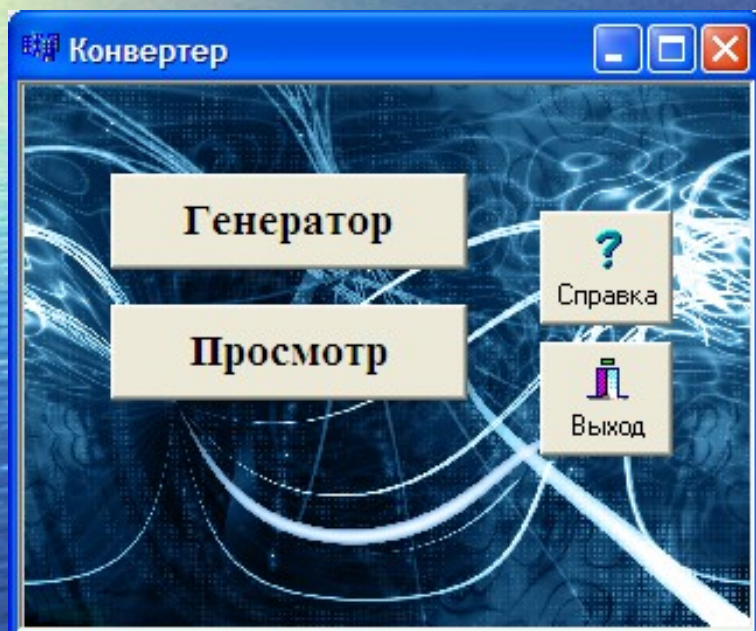 Конвертер
Генератор
Просмотр
?
Справка
Выход